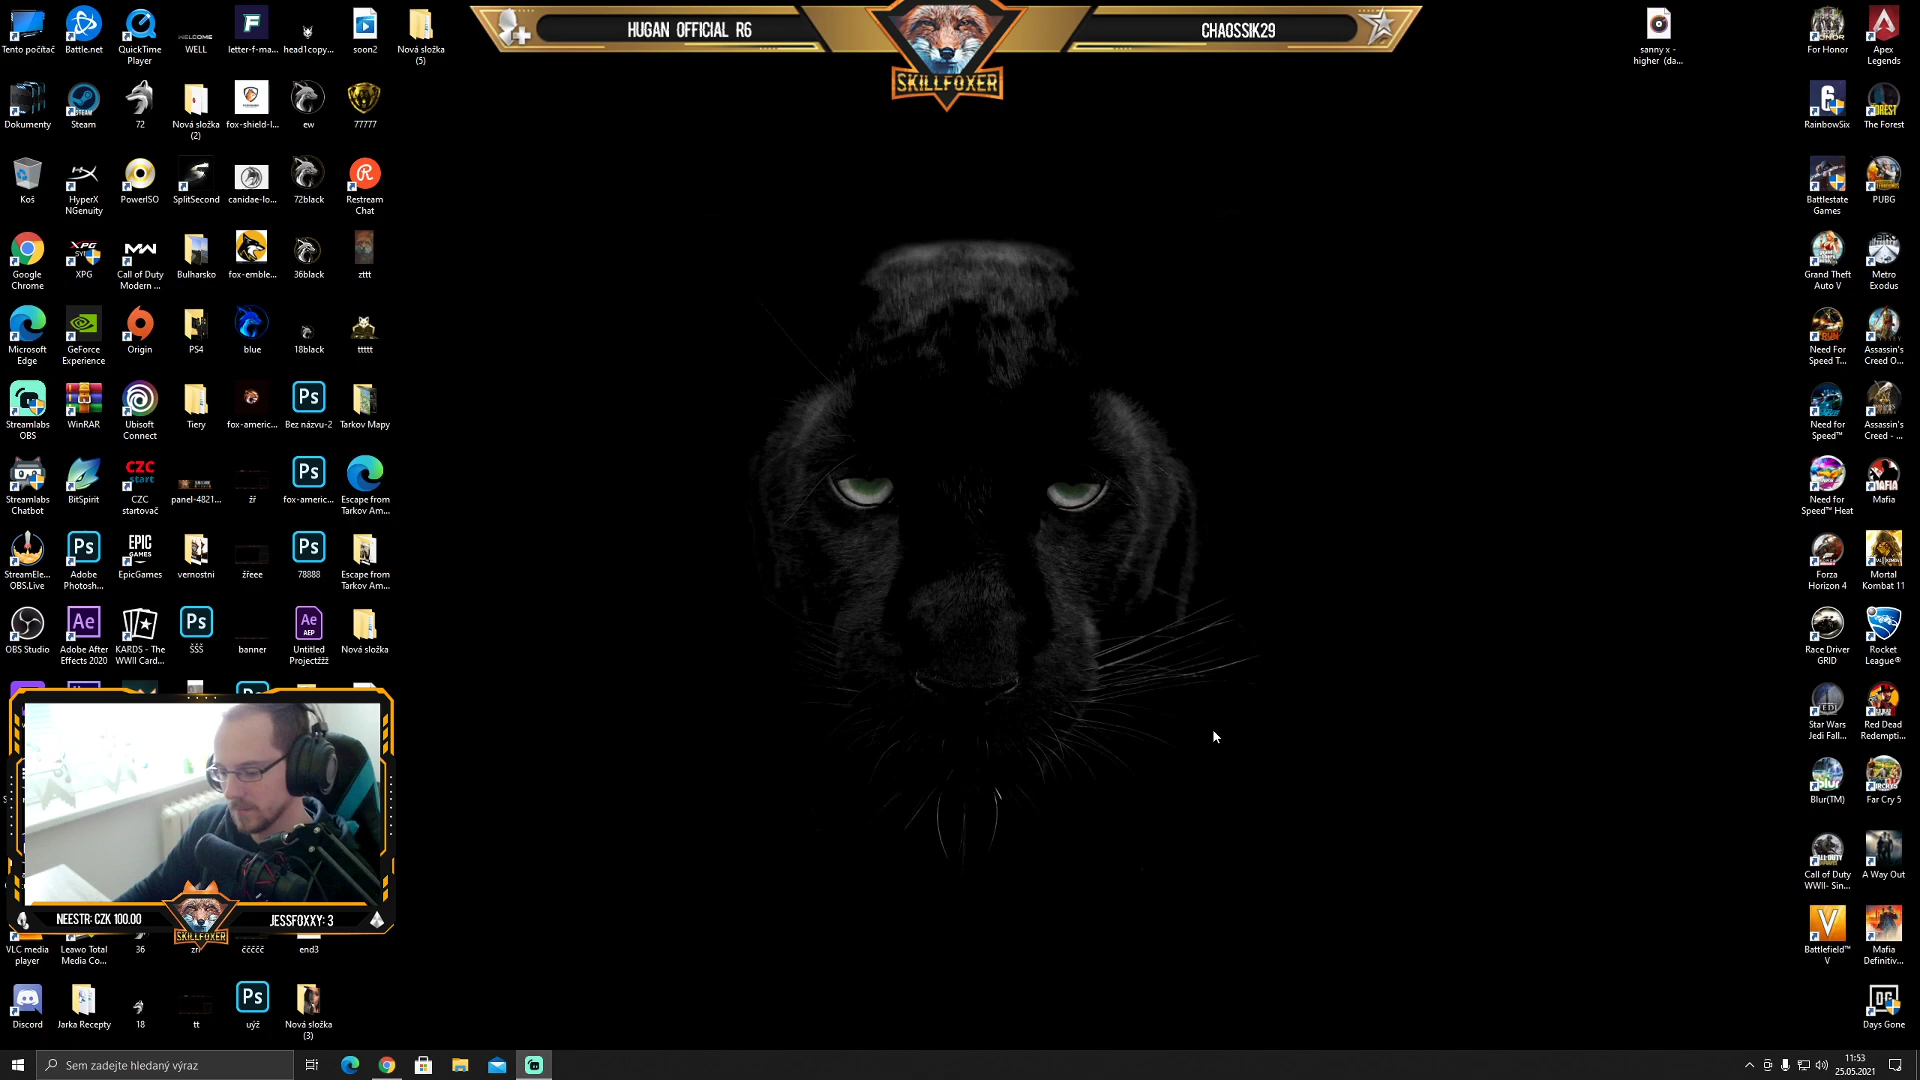 HUGAN OFFICIAL R6
CHAOSSIK29
SKILLFOXER
Tento počítač
Battle.net
QuickTime
Player
WELCOME
WELL
letter-f-ma...
head1copy...
soon2
Nová složka
(5)
sanny x -
higher (da...
For Honor
Apex
Legends
Dokumenty
Steam
72
Nová složka
(2)
fox-shield-l...
ew
77777
RainbowSix
The Forest
Koš
HyperX
NGenuity
PowerISO
SplitSecond
canidae-lo...
72black
Restream
Chat
Battlestate
Games
PUBG
Google
Chrome
XPG
Call of Duty
Modern ...
Bulharsko
fox-emble...
36black
zttt
Grand Theft
Auto V
Metro
Exodus
Microsoft
Edge
GeForce
Experience
Origin
PS4
blue
18black
ttttt
Need For
Speed T...
Assassin's
Creed O...
Streamlabs
OBS
WinRAR
Ubisoft
Connect
Tiery
fox-americ...
Bez názvu-2
Tarkov Mapy
Need for
Speed™
Assassin's
Creed - ...
Streamlabs
Chatbot
BitSpirit
CZC
startovač
panel-4821...
žř
fox-americ...
Escape from
Tarkov Am...
Need for
Speed™ Heat
Mafia
StreamEle...
OBS.Live
Adobe
Photosh...
EpicGames
vernostni
žřeee
78888
Escape from
Tarkov Am...
Forza
Horizon 4
Mortal
Kombat 11
OBS Studio
Adobe After
Effects 2020
KARDS - The
WWII Card...
ŠŠŠ
banner
Untitled
Projectžžž
Nová složka
Race Driver
GRID
Rocket
League®
Star Wars
Jedi Fall...
Red Dead
Redempti...
Blur(TM)
Far Cry 5
Call of Duty
WWII- Sin...
A Way Out
NEESTR: CZK 100.00
JESSFOXXY: 3
SKILLFOXER
VLC media
player
Leawo Total
Media Co...
36
zrr
ččččč
end3
Battlefield™
V
Mafia
Definitiv...
Discord
Jarka Recepty
18
tt
uýž
Nová složka
(3)
Days Gone
Sem zadejte hledaný výraz
11:53
25.05.2021